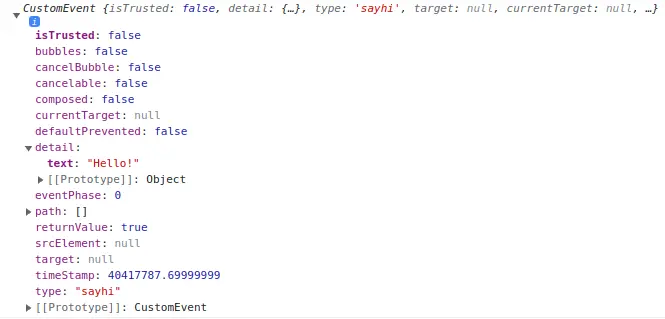 CustomEvent {isTrusted: false, detail: {…}, type: 'sayhi', target: null, currentTarget: null, …}
i
isTrusted: false
bubbles: false
cancelBubble: false
cancelable: false
composed: false
currentTarget: null
defaultPrevented: false
detail:
text: "Hello!"
[[Prototype]]: Object
eventPhase: 0
path: []
returnValue: true
srcElement: null
target: null
timeStamp: 40417787.69999999
type: "sayhi"
[[Prototype]]: CustomEvent